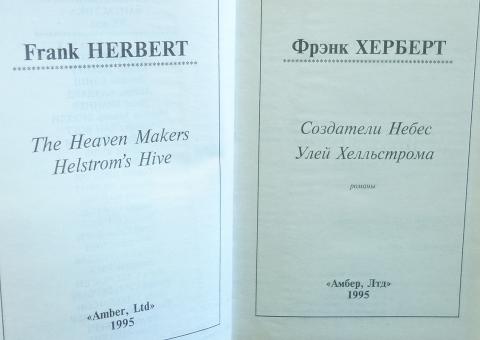 Frank HERBERT
The Heaven Makers
Helstrom's Hive
«Amber, Ltd»
1995
Фрэнк ХЕРБЕРТ
Создатели Небес
Улей Хелльстрома
романы
«Амбер, Лтд»
1995